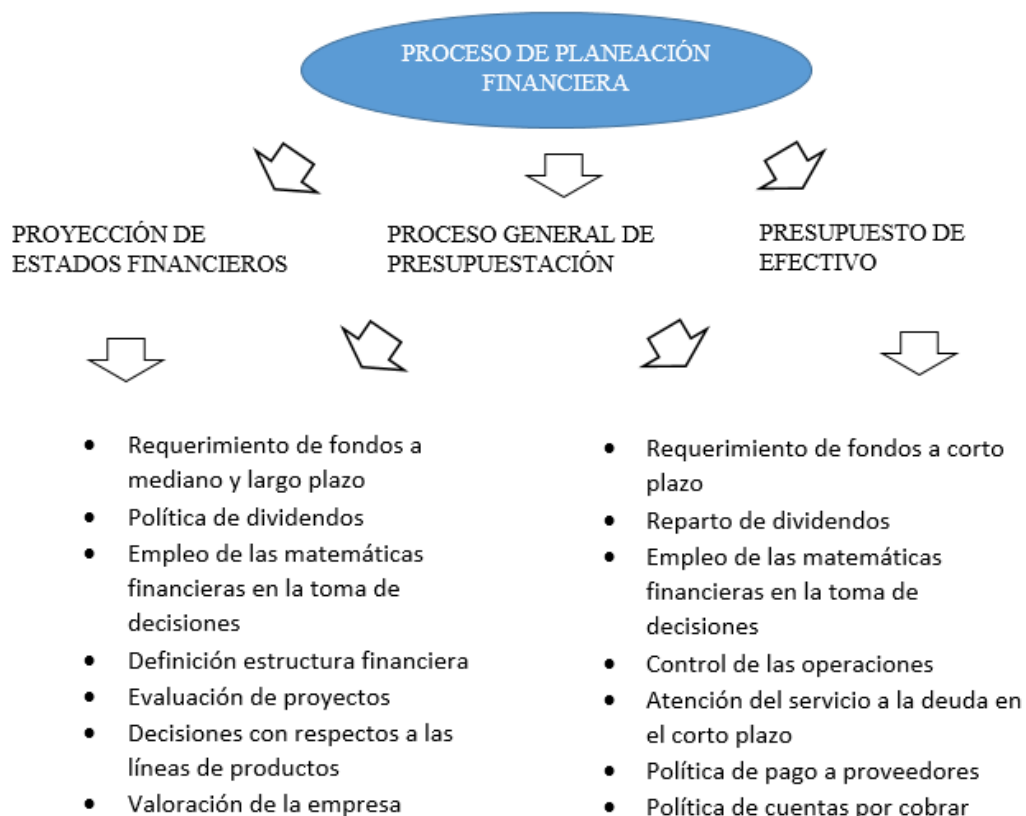 PROCESO DE PLANEACIÓN
FINANCIERA
PROYECCIÓN DE
ESTADOS FINANCIEROS
PROCESO GENERAL DE
PRESUPUESTACIÓN
PRESUPUESTO DE
EFECTIVO
• Requerimiento de fondos a
mediano y largo plazo
• Política de dividendos
• Empleo de las matemáticas
financieras en la toma de
decisiones
• Definición estructura financiera
• Evaluación de proyectos
• Decisiones con respectos a las
líneas de productos
• Valoración de la empresa
• Requerimiento de fondos a corto
plazo
• Reparto de dividendos
• Empleo de las matemáticas
financieras en la toma de
decisiones
• Control de las operaciones
• Atención del servicio a la deuda en
el corto plazo
• Política de pago a proveedores
• Política de cuentas por cobrar